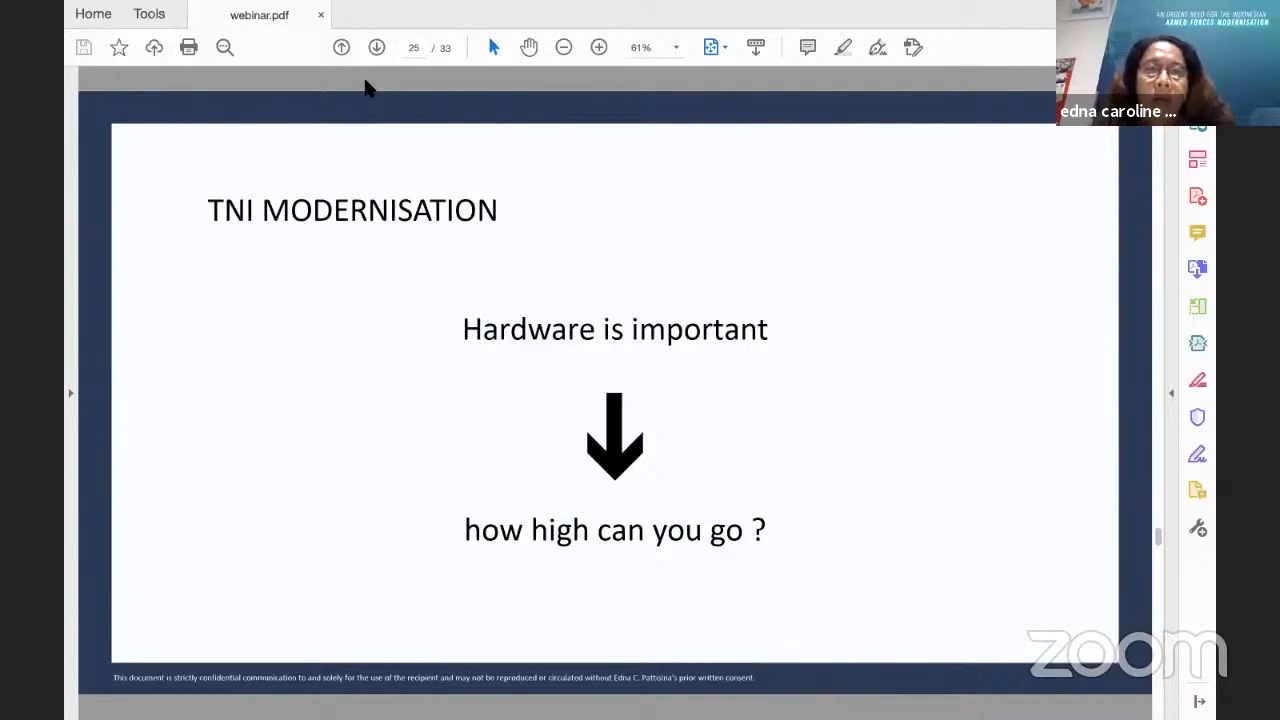 Home Tools webinar.pdf ×
25 / 33 61%
AN URGENT NEED FOR THE INDONESIAN
ARMED FORCES MODERNISATION
edna caroline ...
TNI MODERNISATION
Hardware is important
how high can you go ?
zoom
This document is strictly confidential communication to and solely for the use of the recipient and may not be reproduced or circulated without Edna C. Pattisina's prior written consent.